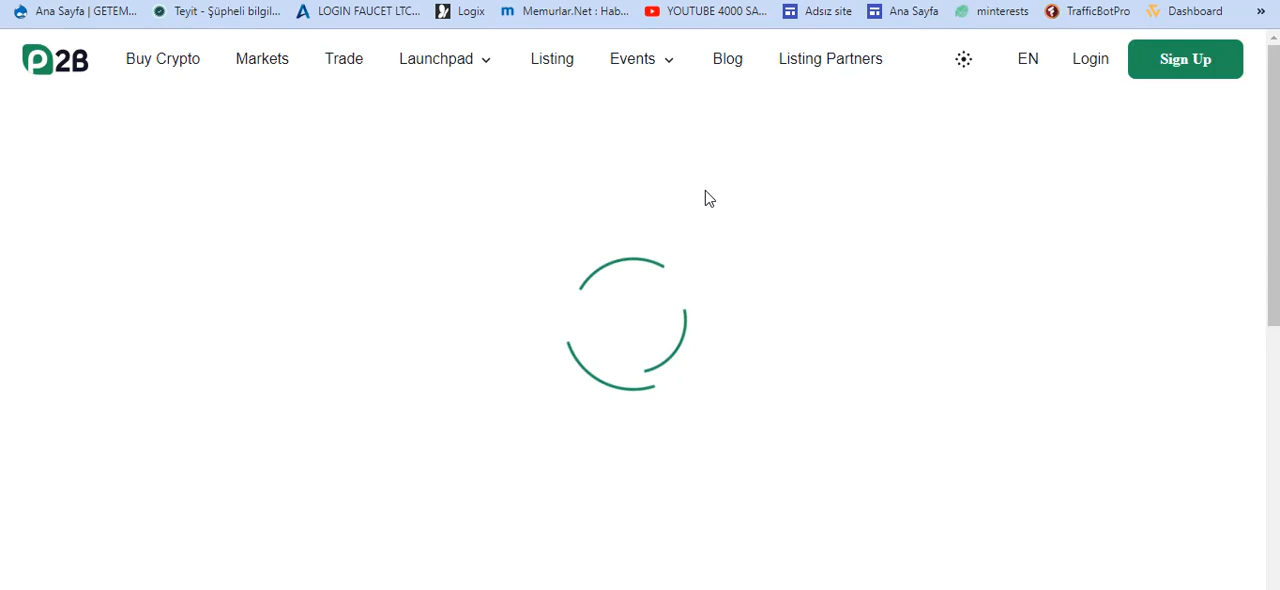 Ana Sayfa | GETEM... Teyit - Şüpheli bilgil... LOGIN FAUCET LTC... Logix Memurlar.Net : Hab... YOUTUBE 4000 SA... Adsız site Ana Sayfa minterests TrafficBotPro Dashboard »
P2B Buy Crypto Markets Trade Launchpad Listing Events Blog Listing Partners EN Login Sign Up